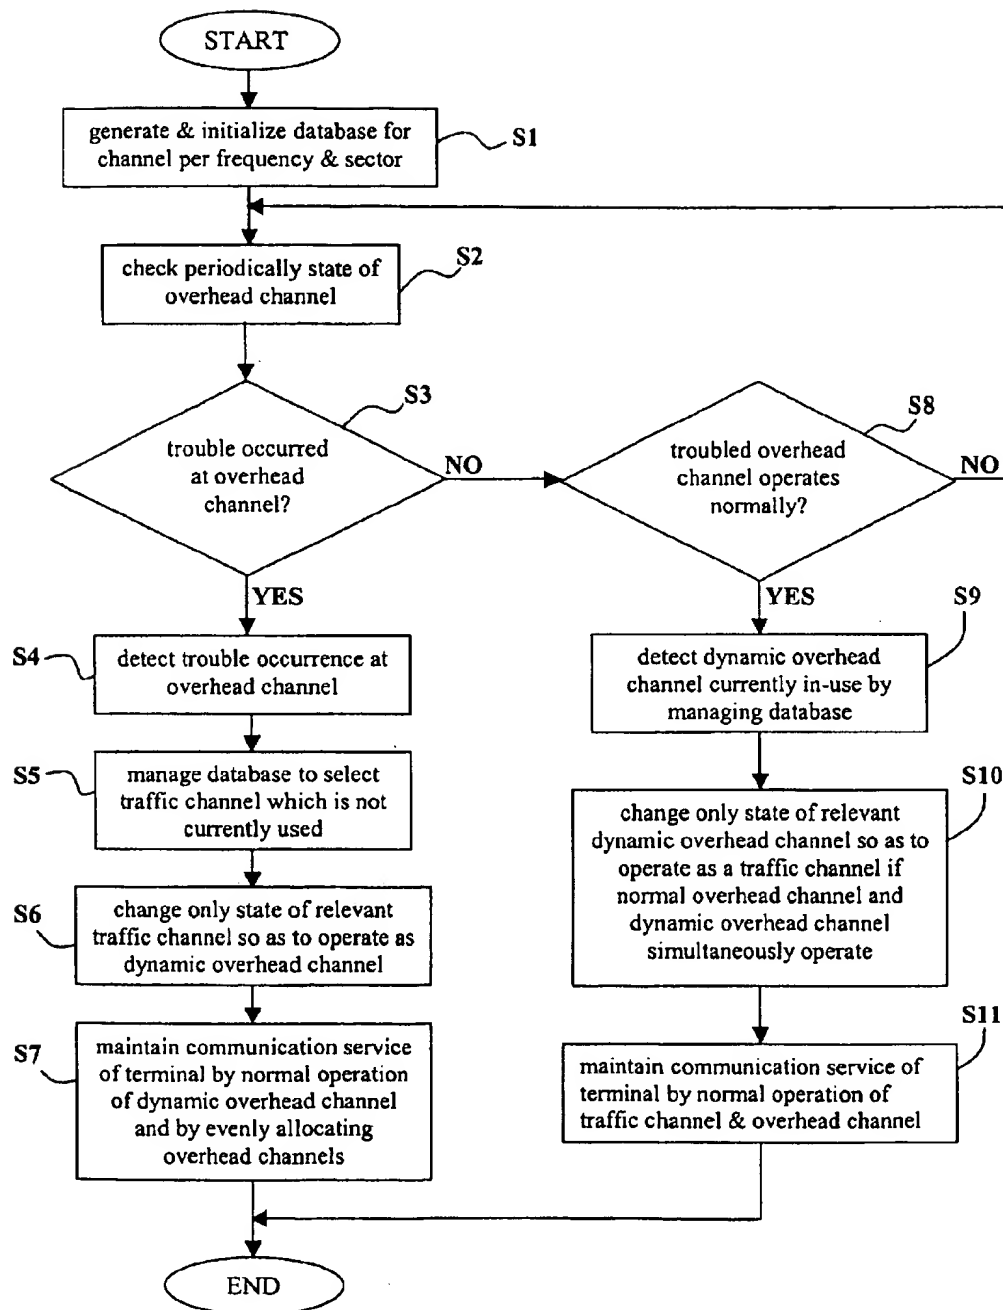 START
generate & initialize database for
channel per frequency & sector
S1
check periodically state of
overhead channel
S2
trouble occurred
at overhead
channel?
S3
NO
YES
troubled overhead
channel operates
normally?
S8
NO
YES
S4
detect trouble occurrence at
overhead channel
S5
manage database to select
traffic channel which is not
currently used
S6
change only state of relevant
traffic channel so as to operate as
dynamic overhead channel
S7
maintain communication service
of terminal by normal operation
of dynamic overhead channel
and by evenly allocating
overhead channels
S9
detect dynamic overhead
channel currently in-use by
managing database
S10
change only state of relevant
dynamic overhead channel so as to
operate as a traffic channel if
normal overhead channel and
dynamic overhead channel
simultaneously operate
S11
maintain communication service of
terminal by normal operation of
traffic channel & overhead channel
END